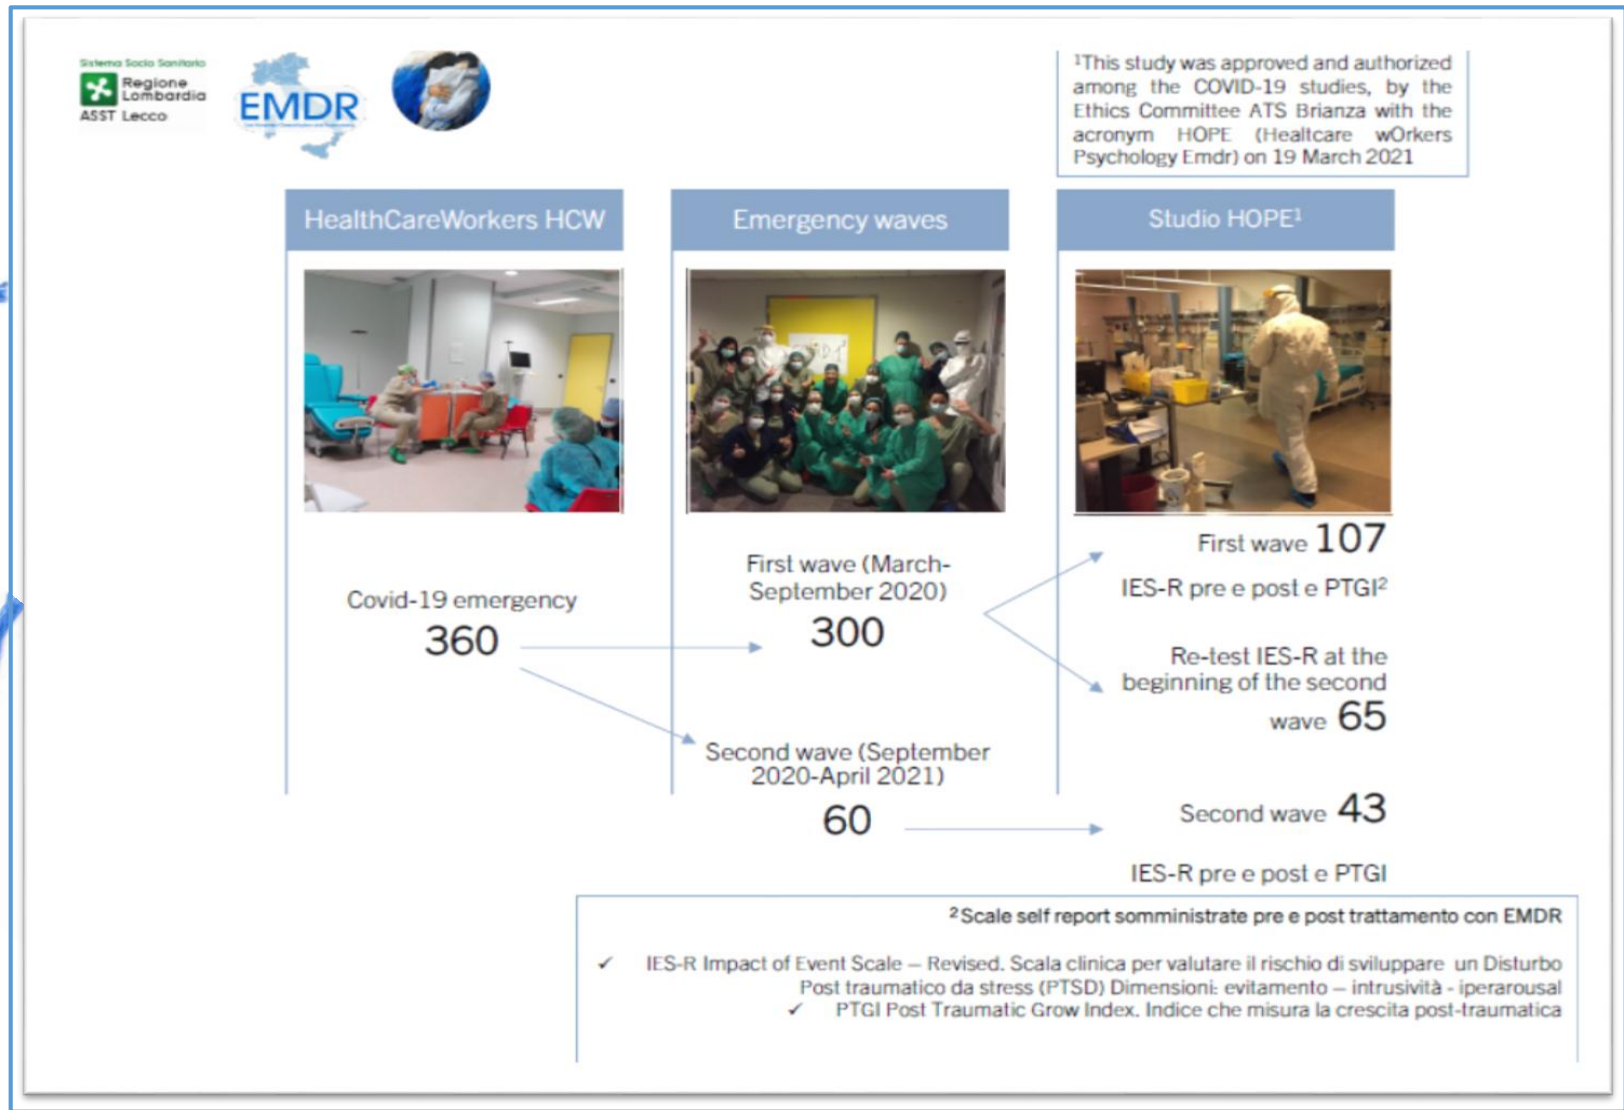 Sistema Socio Sanitario
Regione
Lombardia
ASST Lecco
EMDR
¹This study was approved and authorized
among the COVID-19 studies, by the
Ethics Committee ATS Brianza with the
acronym HOPE (Healtcare wOrkers
Psychology Emdr) on 19 March 2021
HealthCareWorkers HCW
Emergency waves
Studio HOPE¹
Covid-19 emergency
360
First wave (March-
September 2020)
300
Second wave (September
2020-April 2021)
60
First wave 107
IES-R pre e post e PTGI²
Re-test IES-R at the
beginning of the second
wave 65
Second wave 43
IES-R pre e post e PTGI
²Scale self report somministrate pre e post trattamento con EMDR
✓ IES-R Impact of Event Scale – Revised. Scala clinica per valutare il rischio di sviluppare un Disturbo
Post traumatico da stress (PTSD) Dimensioni: evitamento – intrusività - iperarousal
✓ PTGI Post Traumatic Grow Index. Indice che misura la crescita post-traumatica